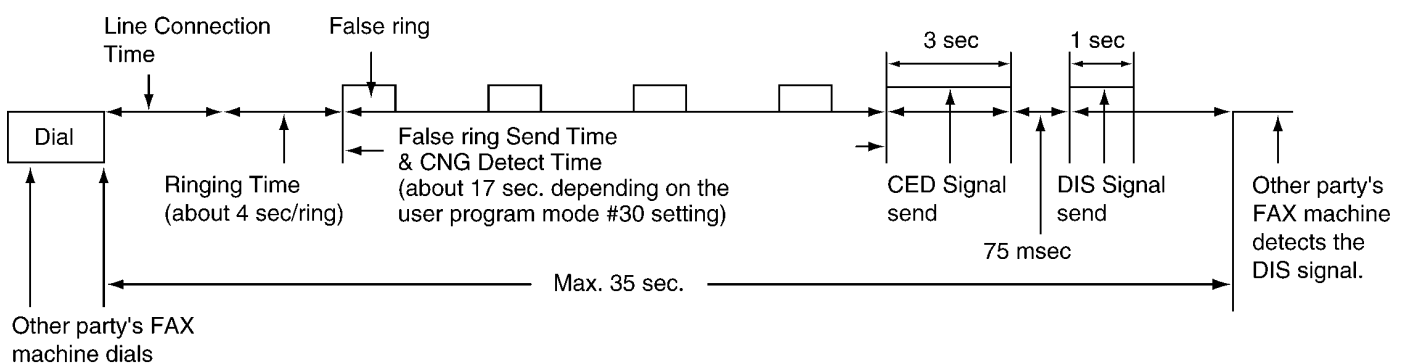 Line Connection
Time
False ring
3 sec
1 sec
Dial
False ring Send Time
& CNG Detect Time
(about 17 sec. depending on the
user program mode #30 setting)
Ringing Time
(about 4 sec/ring)
CED Signal
send
DIS Signal
send
Other party's
FAX machine
detects the
DIS signal.
75 msec
Max. 35 sec.
Other party's FAX
machine dials